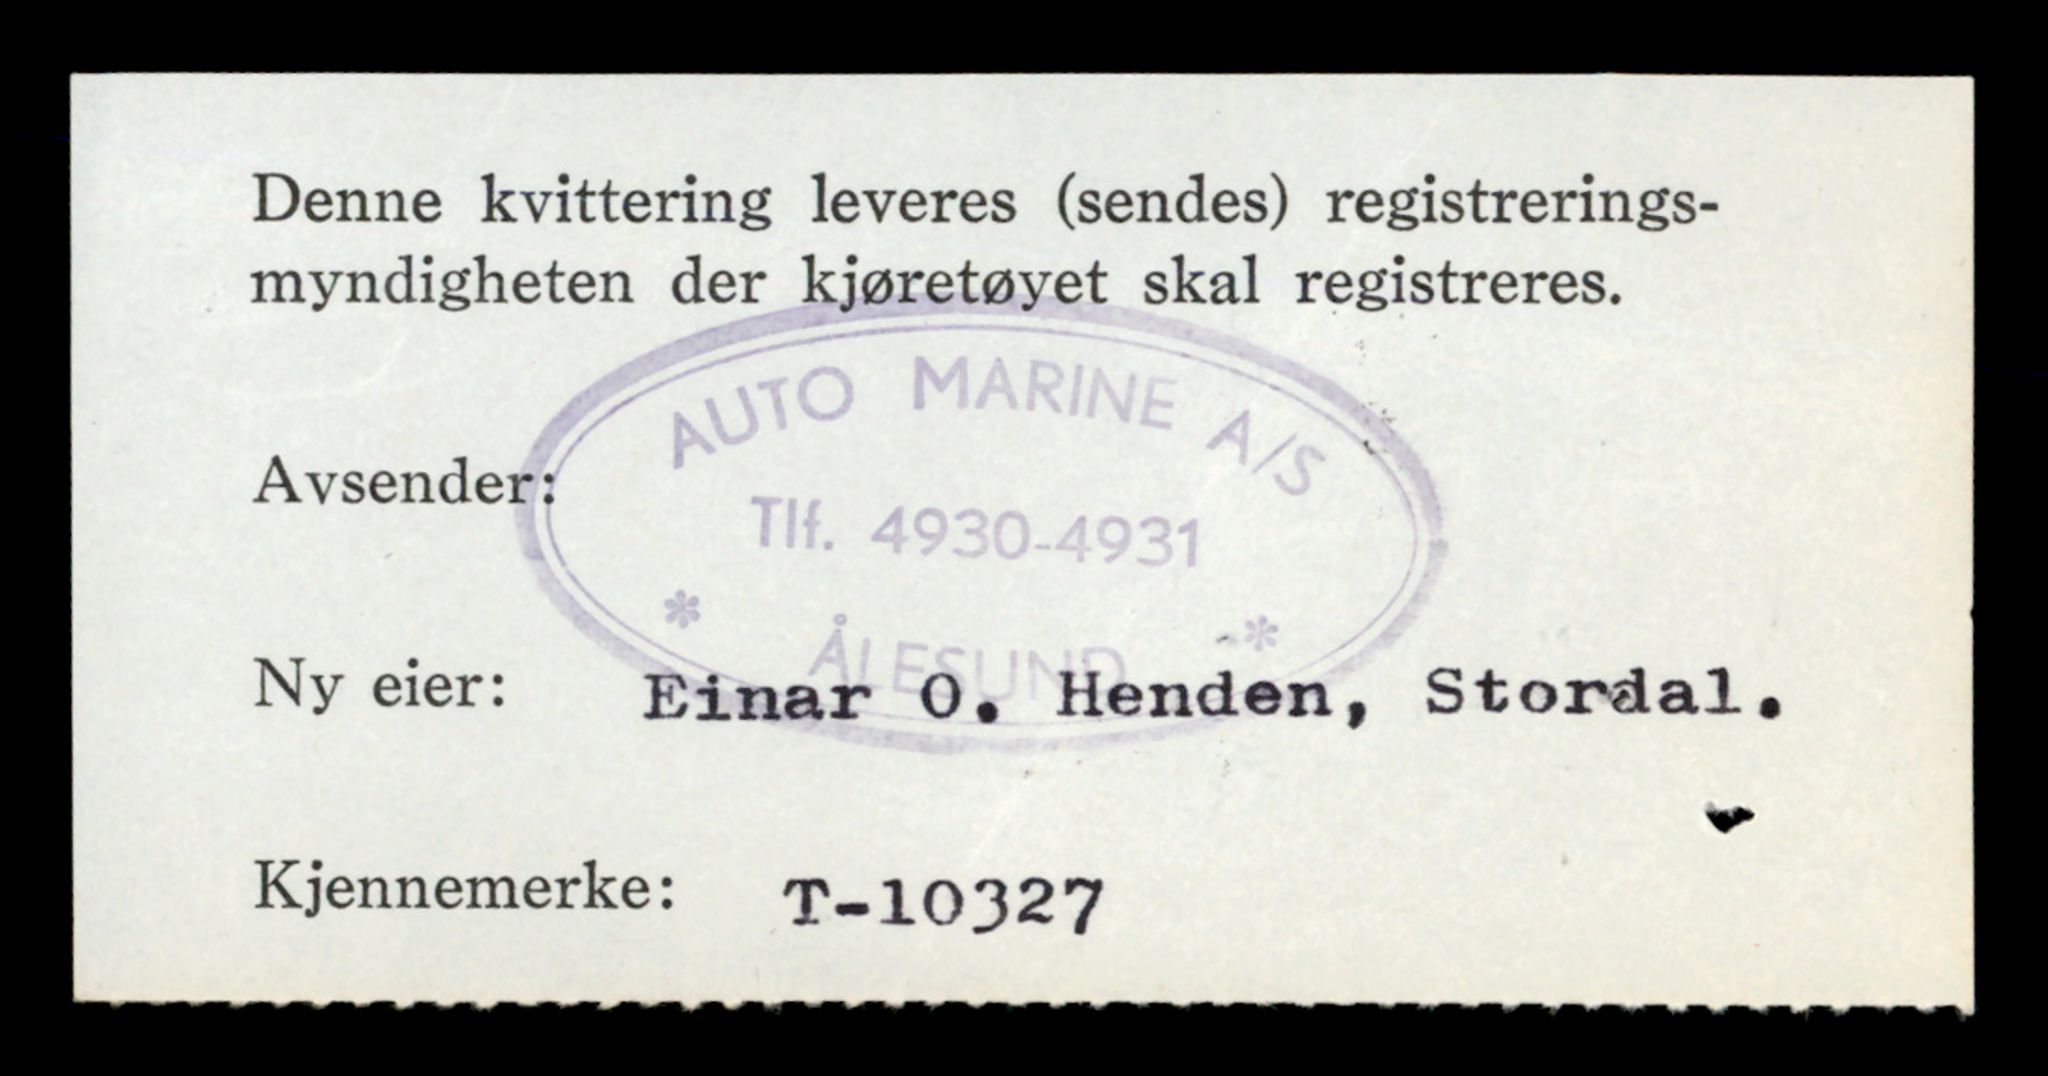 Denne kvittering leveres (sendes) registrerings-
myndigheten der kjøretøyet skal registreres.
AUTO MARINE A/S
Avsender:
Tlf. 4930-4931
* ÅLESUND *
Ny eier: Einar O. Henden, Stordal.
Kjennemerke: T-10327